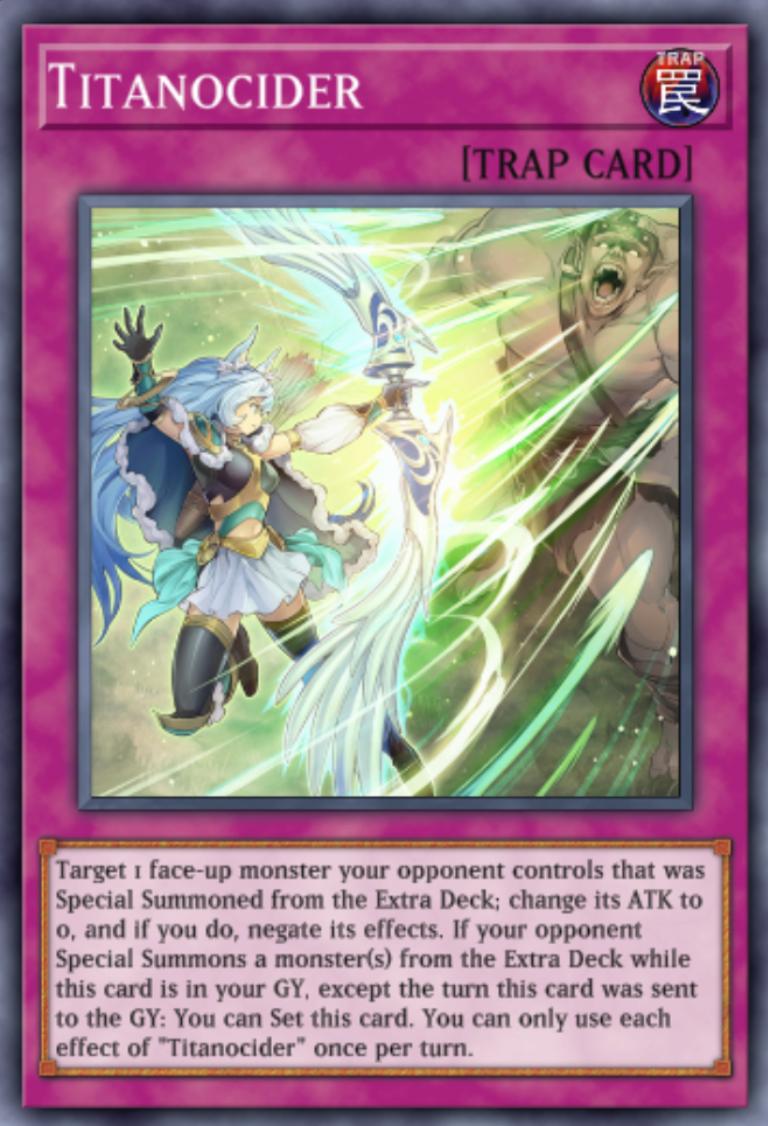 TITANOCIDER
TRAP
罠
[TRAP CARD]
Target 1 face-up monster your opponent controls that was
Special Summoned from the Extra Deck; change its ATK to
0, and if you do, negate its effects. If your opponent
Special Summons a monster(s) from the Extra Deck while
this card is in your GY, except the turn this card was sent
to the GY: You can Set this card. You can only use each
effect of "Titanocider" once per turn.